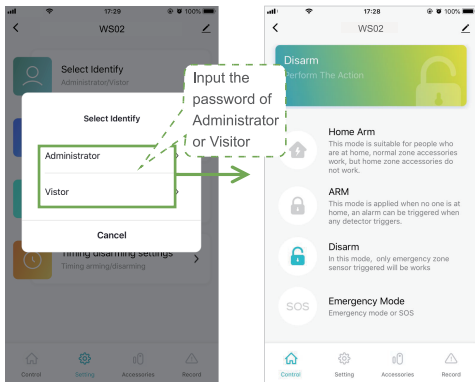 17:29
100%
WS02
Select Identify
Administrator/Vistor
Select Identify
Administrator
Vistor
Cancel
Timing disarming settings
Timing arming/disarming
Control
Setting
Accessories
Record
Input the
password of
Administrator
or Visitor
17:28
100%
WS02
Disarm
Perform The Action
Home Arm
This mode is suitable for people who
are at home, normal zone accessories
work, but home zone accessories do
not work.
ARM
This mode is applied when no one is at
home, an alarm can be triggered when
any detector triggers.
Disarm
In this mode, only emergency zone
sensor triggered will be works
SOS
Emergency Mode
Emergency mode or SOS
Control
Setting
Accessories
Record